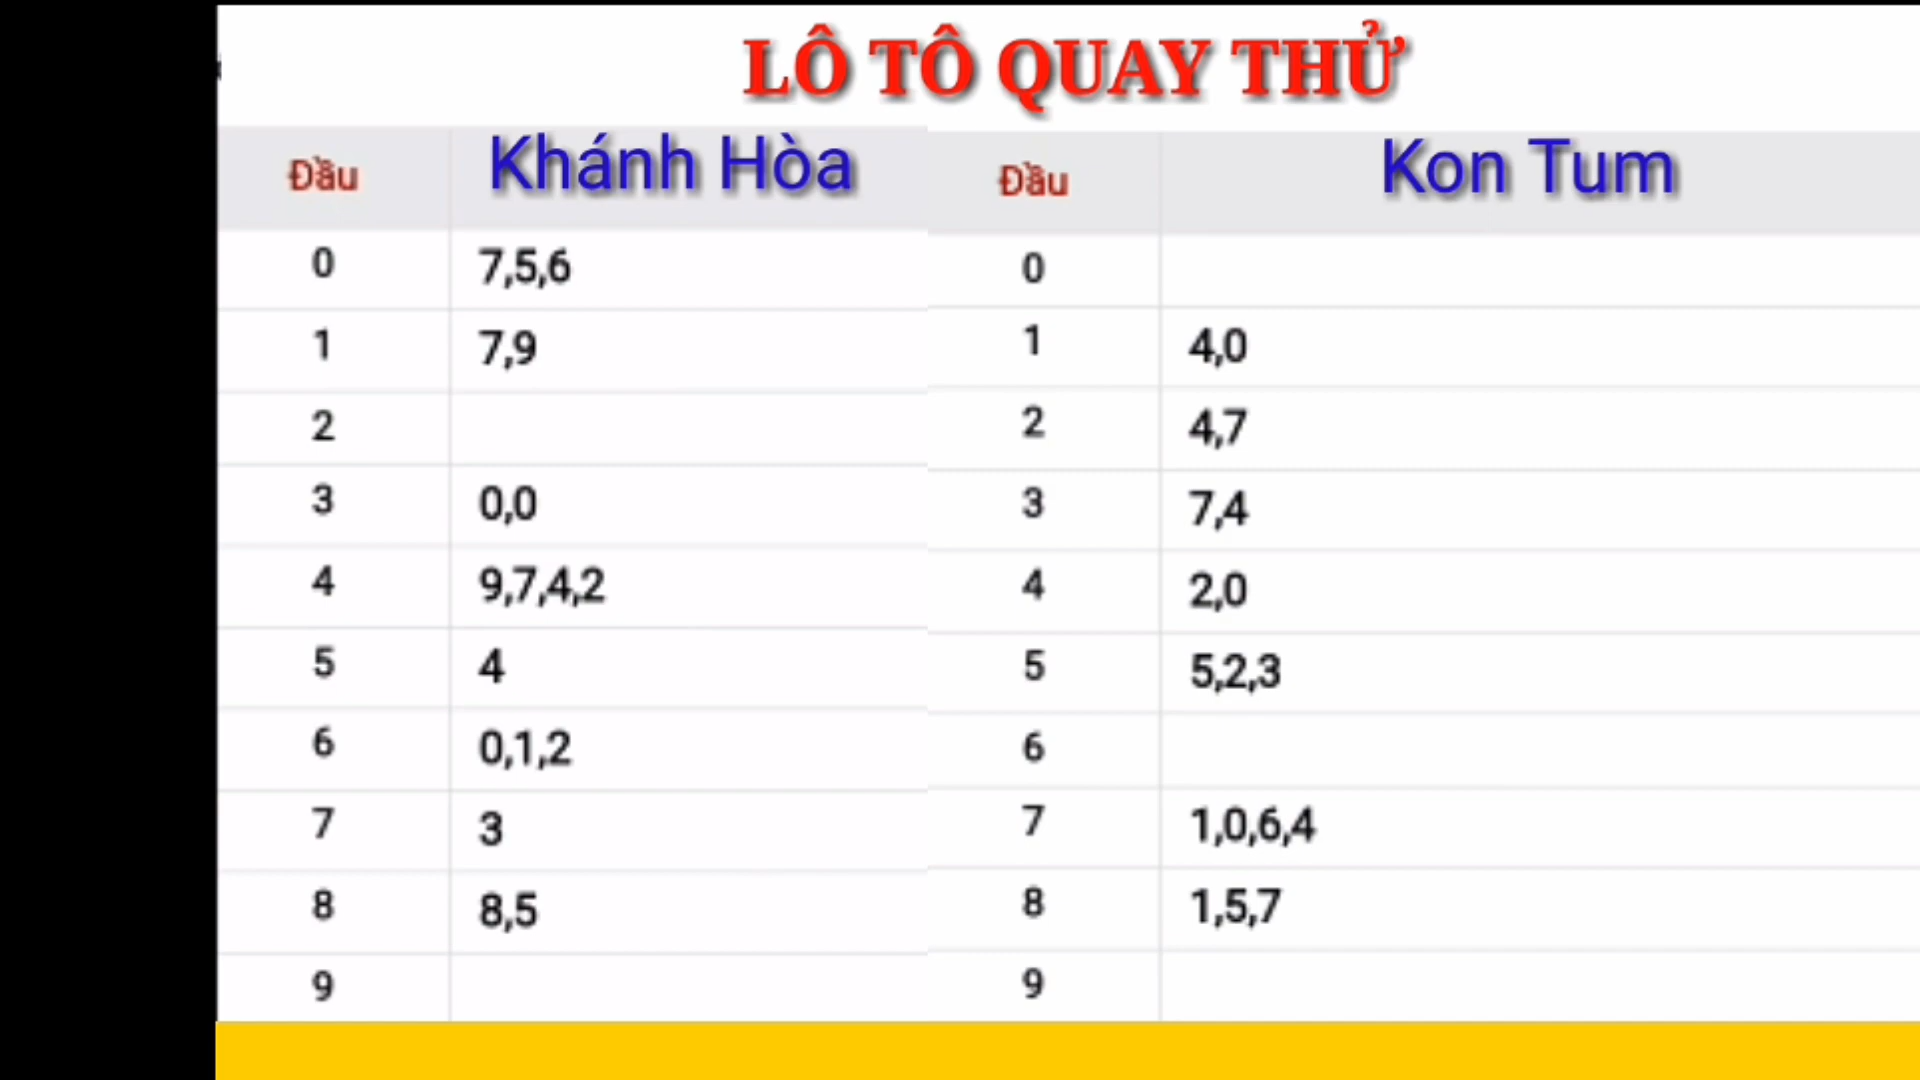 LÔ TÔ QUAY THỬ
Đầu Khánh Hòa Đầu Kon Tum
0 7,5,6 0
1 7,9 1 4,0
2 2 4,7
3 0,0 3 7,4
4 9,7,4,2 4 2,0
5 4 5 5,2,3
6 0,1,2 6
7 3 7 1,0,6,4
8 8,5 8 1,5,7
9 9